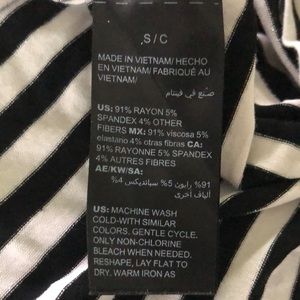 S/C
MADE IN VIETNAM/ HECHO
EN VIETNAM/ FABRIQUÉ AU
VIETNAM/
صنع في فيتنام
US: 91% RAYON 5%
SPANDEX 4% OTHER
FIBERS MX: 91% viscosa 5%
elastano 4% otras fibras CA:
91% RAYONNE 5% SPANDEX
4% AUTRES FIBRES
AE/KW/SA:
91% رايون 5% سباندكس 4%
ألياف أخرى
US: MACHINE WASH
COLD-WITH SIMILAR
COLORS. GENTLE CYCLE.
ONLY NON-CHLORINE
BLEACH WHEN NEEDED.
RESHAPE, LAY FLAT TO
DRY. WARM IRON AS